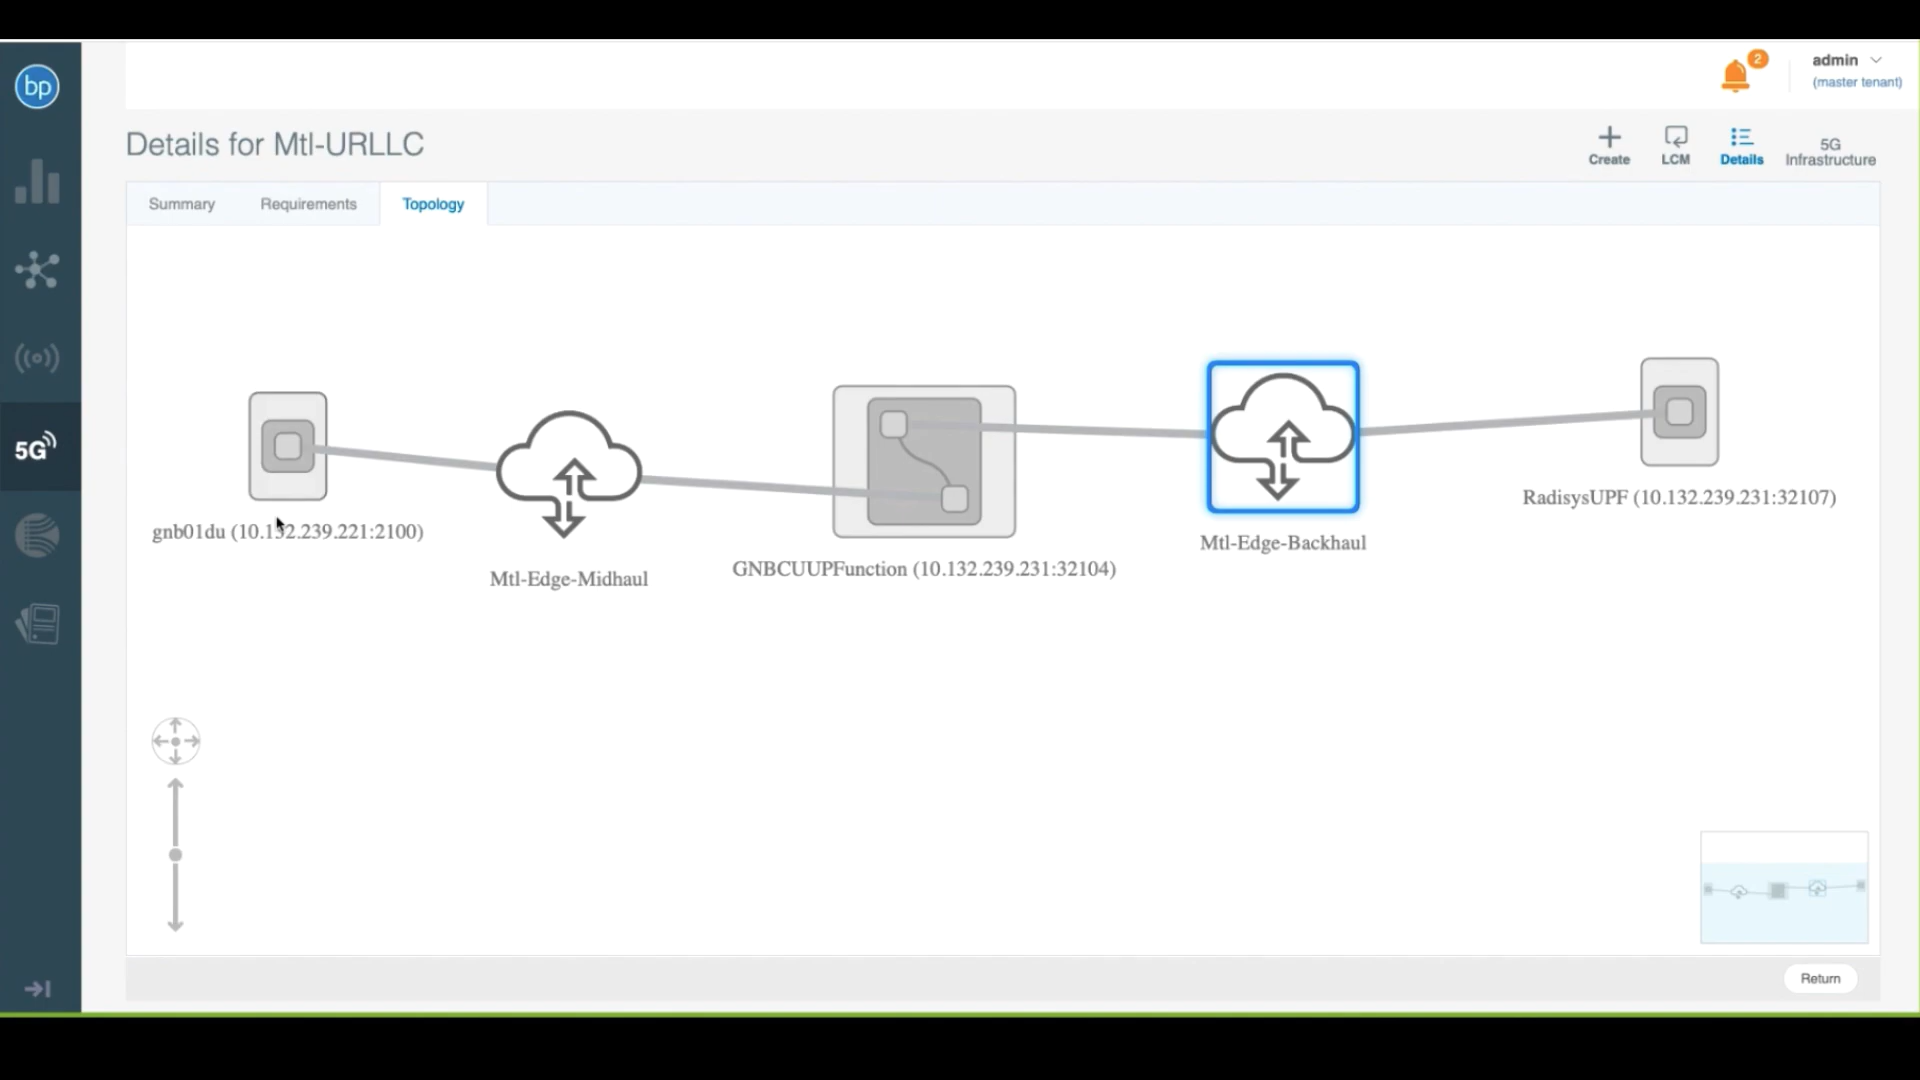 bp
2
admin
(master tenant)
Details for Mtl-URLLC
Create
LCM
Details
5G
Infrastructure
Summary
Requirements
Topology
5G
gnb01du (10.132.239.221:2100)
Mtl-Edge-Midhaul
GNBCUUPFunction (10.132.239.231:32104)
Mtl-Edge-Backhaul
RadisysUPF (10.132.239.231:32107)
Return